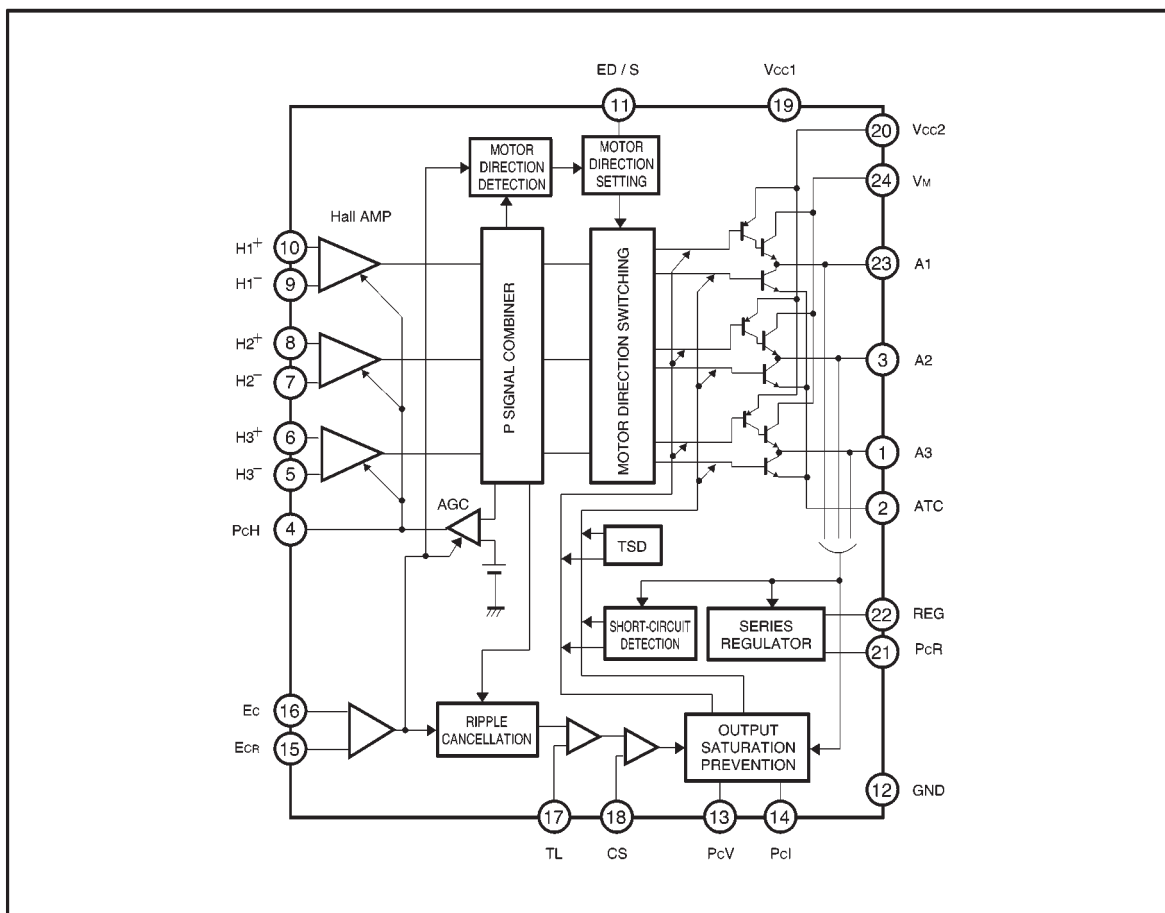 ED / S
Vcc1
11
19
20 Vcc2
MOTOR
DIRECTION
DETECTION
MOTOR
DIRECTION
SETTING
24 VM
Hall AMP
H1+ 10
H1− 9
23 A1
H2+ 8
H2− 7
3 A2
H3+ 6
H3− 5
1 A3
P SIGNAL COMBINER
MOTOR DIRECTION SWITCHING
2 ATC
AGC
PcH 4
TSD
SHORT-CIRCUIT
DETECTION
SERIES
REGULATOR
22 REG
21 PcR
Ec 16
ECR 15
RIPPLE
CANCELLATION
OUTPUT
SATURATION
PREVENTION
12 GND
17
18
13
14
TL
CS
PcV
PcI